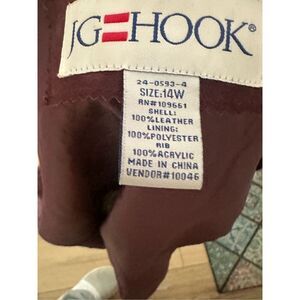 JG HOOK®
24-0593-4
SIZE:14W
RN#109661
SHELL:
100%LEATHER
LINING:
100%POLYESTER
RIB
100%ACRYLIC
MADE IN CHINA
VENDOR#10046